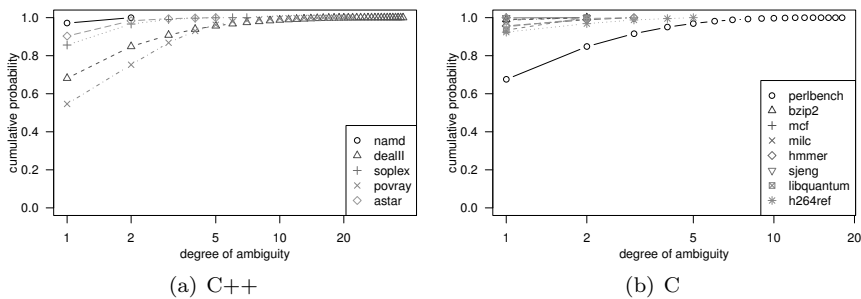 cumulative probability
1.0
0.8
0.6
0.4
0.2
0.0
namd
dealII
soplex
povray
astar
1 2 5 10 20
degree of ambiguity
(a) C++
cumulative probability
1.0
0.8
0.6
0.4
0.2
0.0
perlbench
bzip2
mcf
milc
hmmer
sjeng
libquantum
h264ref
1 2 5 10 20
degree of ambiguity
(b) C